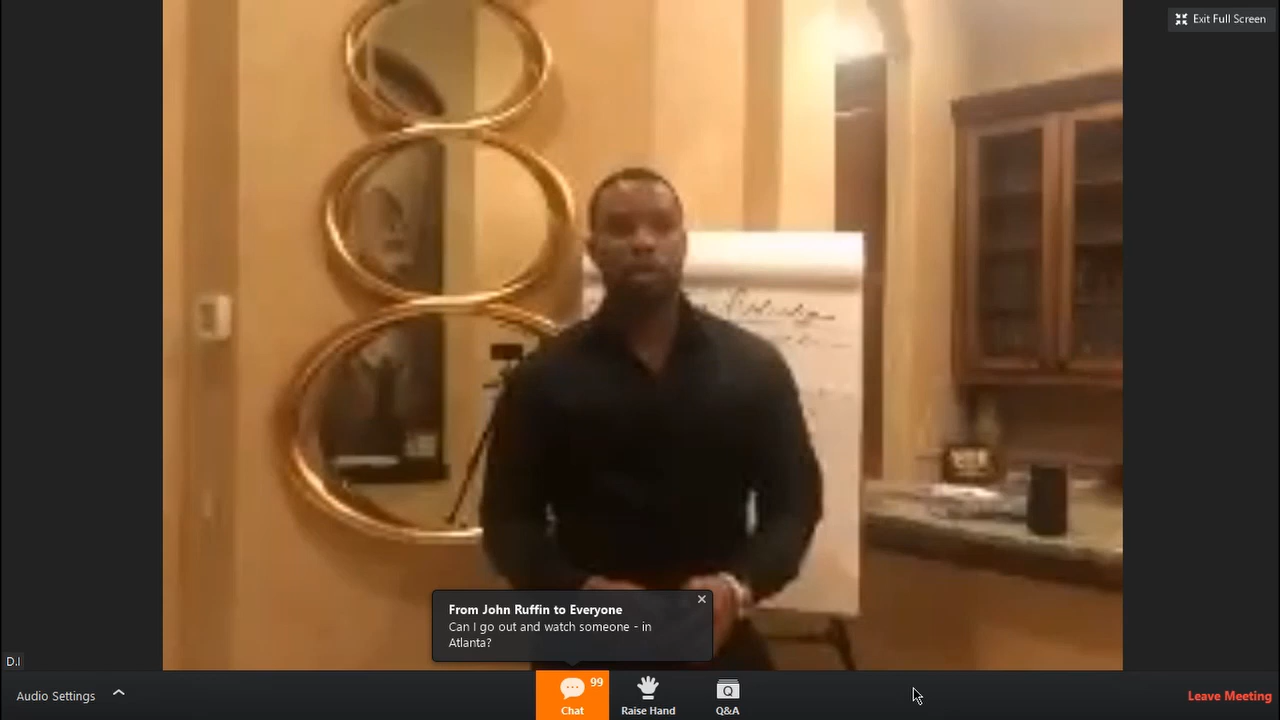 Exit Full Screen
From John Ruffin to Everyone
Can I go out and watch someone - in
Atlanta?
D.I
Audio Settings
99
Chat
Raise Hand
Q
Q&A
Leave Meeting